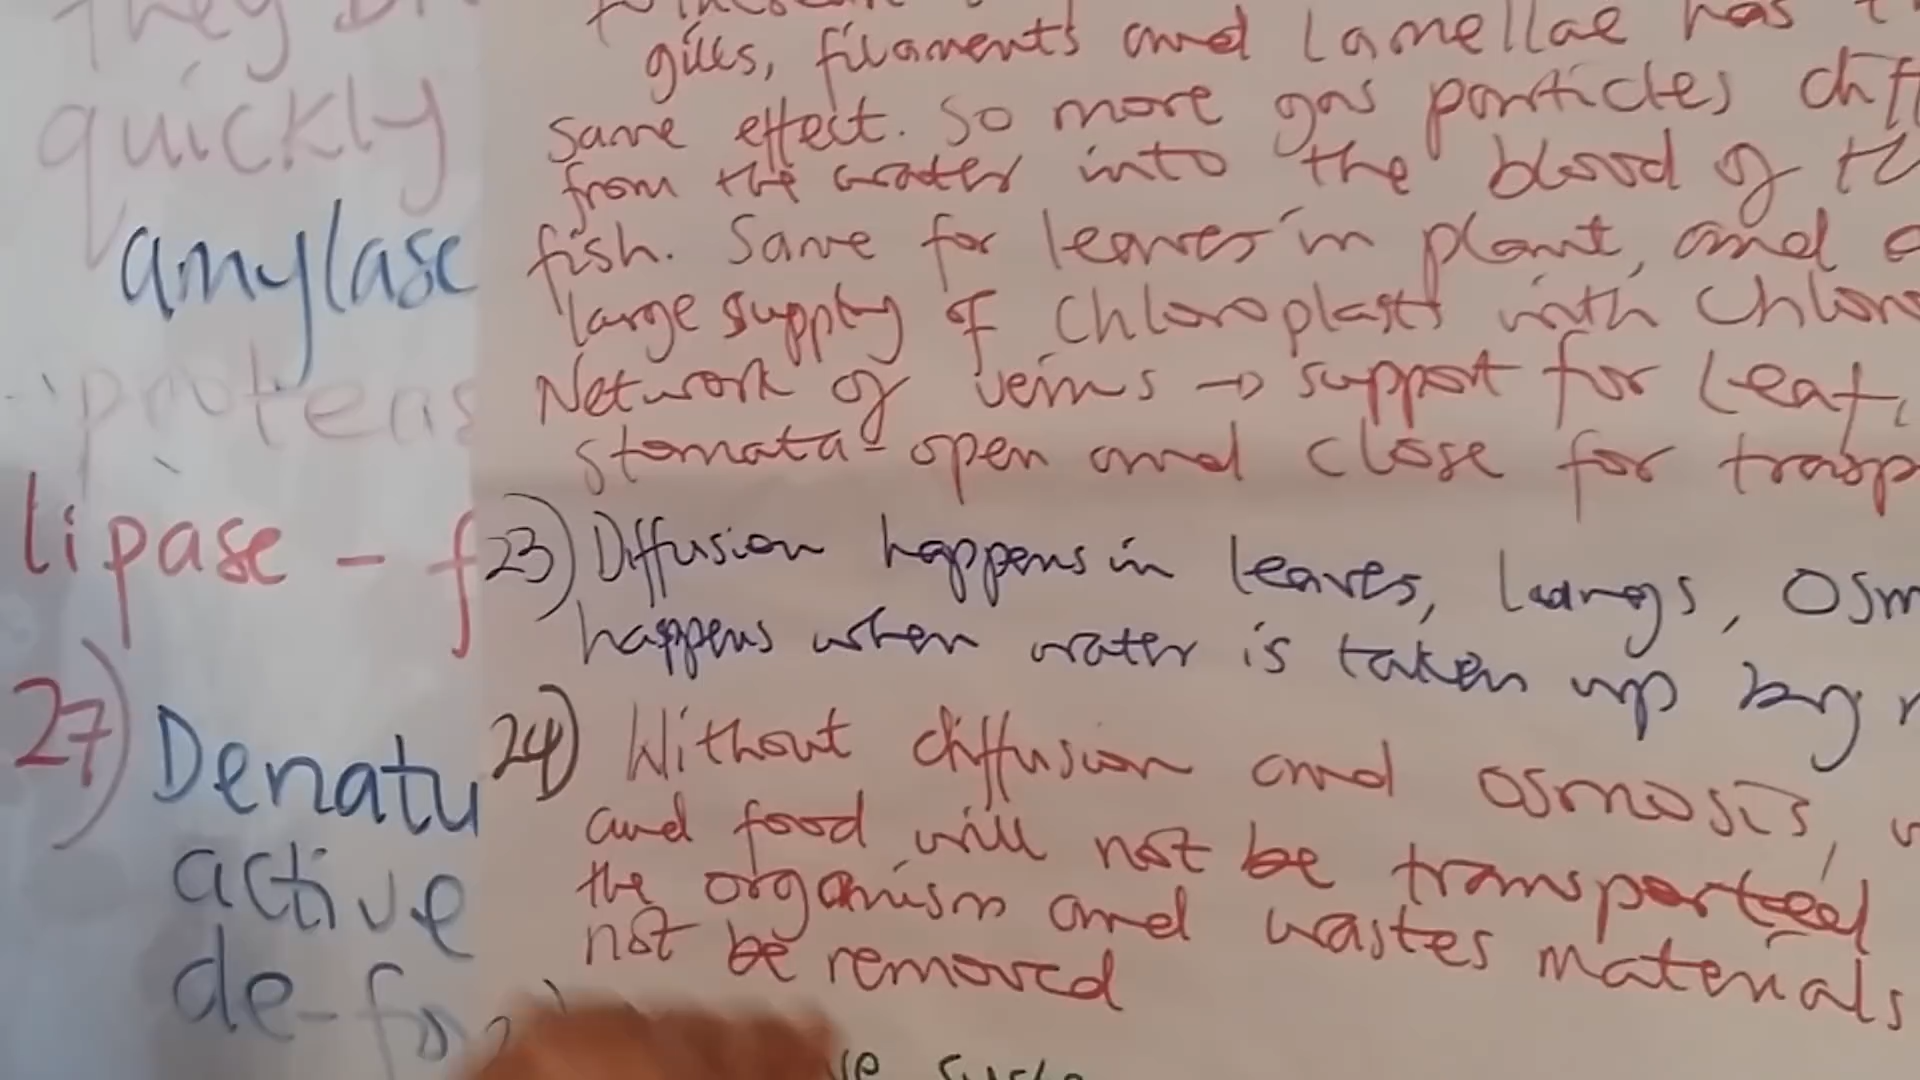 they
quickly
amylase
proteas
lipase - f
27) Denatu
active
de-for
gills, filaments and lamellae has t
same effect. So more gas particles diff
from the water into the blood of th
fish. Same for leaves in plant, and a
large supply of chloroplasts with chloro
Network of veins → support for leaf,
stomata - open and close for transp
23) Diffusion happens in leaves, lungs, Osm
happens when water is taken up by r
24) Without diffusion and osmosis, w
and food will not be transported
the organism and wastes materials
not be removed